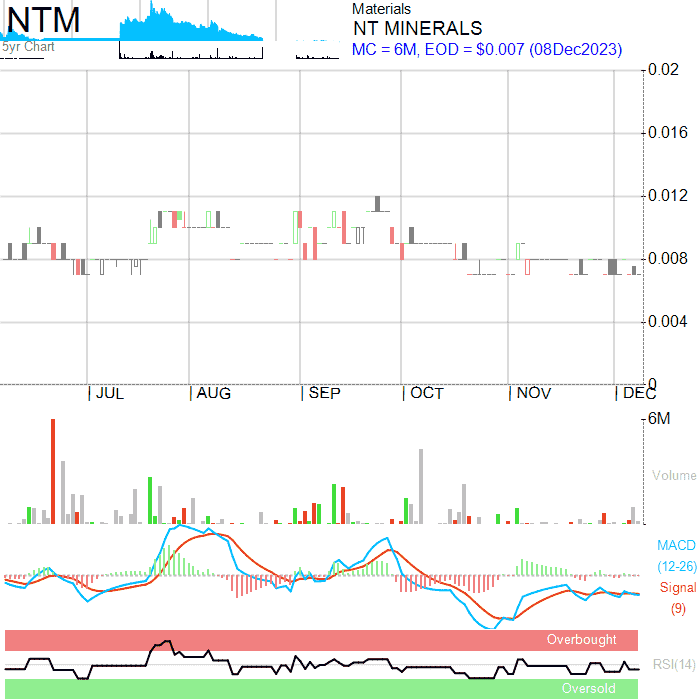 NTM
5yr Chart
Materials
NT MINERALS
MC = 6M, EOD = $0.007 (08Dec2023)
0.02
0.016
0.012
0.008
0.004
0
JUL AUG SEP OCT NOV DEC
6M
Volume
MACD
(12-26)
Signal
(9)
Overbought
RSI(14)
Oversold